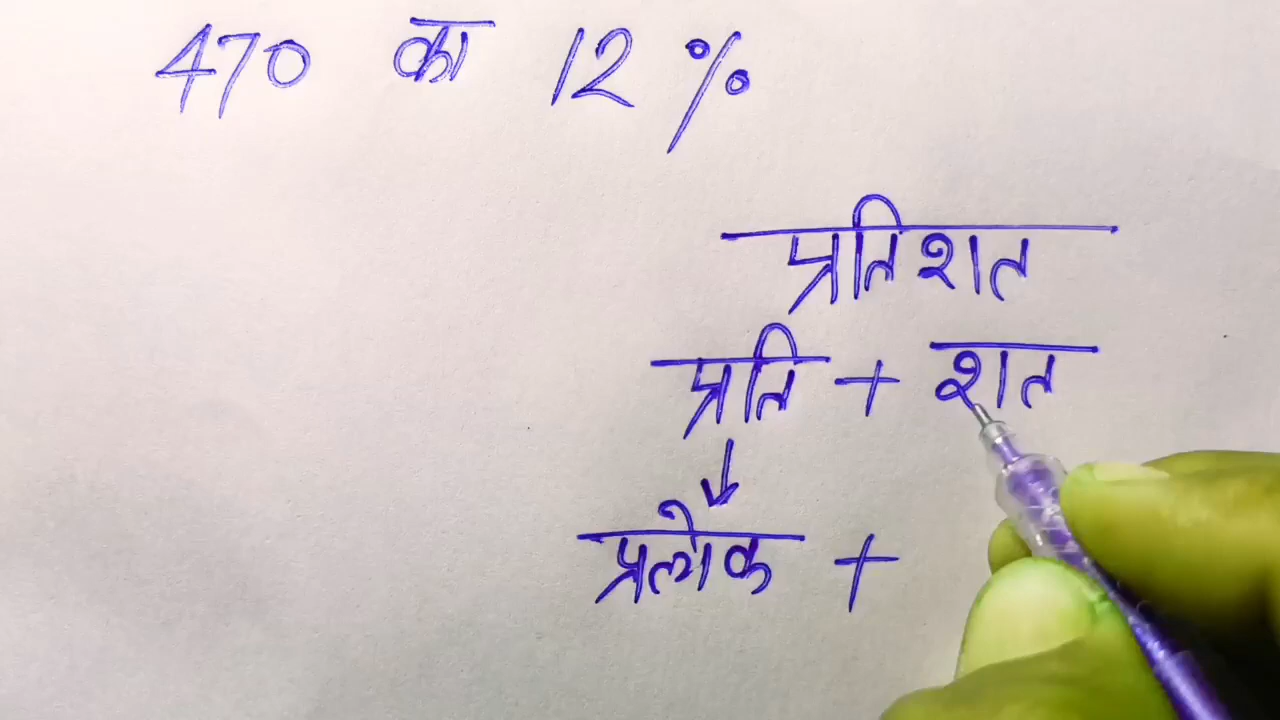 470 का 12 %
प्रतिशत
प्रति + शत
↓
प्रत्येक +